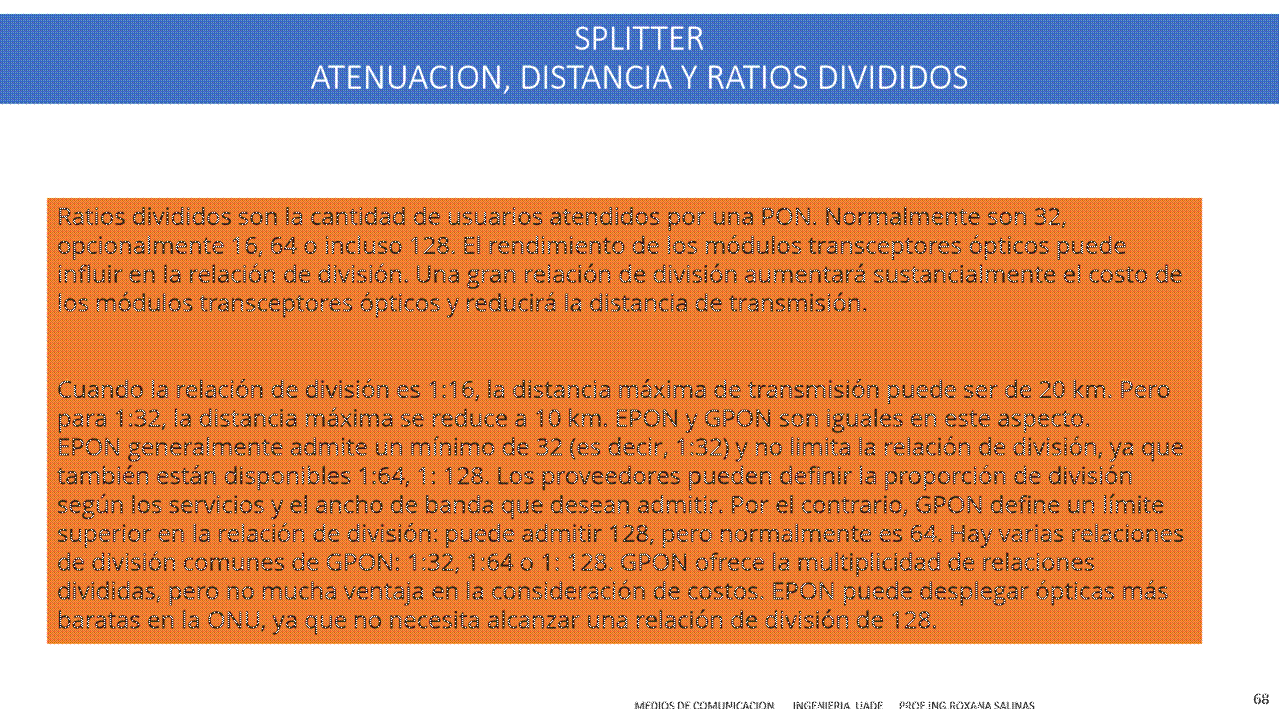 SPLITTER
ATENUACION, DISTANCIA Y RATIOS DIVIDIDOS
Ratios divididos son la cantidad de usuarios atendidos por una PON. Normalmente son 32,
opcionalmente 16, 64 o incluso 128. El rendimiento de los módulos transceptores ópticos puede
influir en la relación de división. Una gran relación de división aumentará sustancialmente el costo de
los módulos transceptores ópticos y reducirá la distancia de transmisión.
Cuando la relación de división es 1:16, la distancia máxima de transmisión puede ser de 20 km. Pero
para 1:32, la distancia máxima se reduce a 10 km. EPON y GPON son iguales en este aspecto.
EPON generalmente admite un mínimo de 32 (es decir, 1:32) y no limita la relación de división, ya que
también están disponibles 1:64, 1: 128. Los proveedores pueden definir la proporción de división
según los servicios y el ancho de banda que desean admitir. Por el contrario, GPON define un límite
superior en la relación de división: puede admitir 128, pero normalmente es 64. Hay varias relaciones
de división comunes de GPON: 1:32, 1:64 o 1: 128. GPON ofrece la multiplicidad de relaciones
divididas, pero no mucha ventaja en la consideración de costos. EPON puede desplegar ópticas más
baratas en la ONU, ya que no necesita alcanzar una relación de división de 128.
MEDIOS DE COMUNICACION INGENIERIA UADE PROF ING ROXANA SALINAS
68